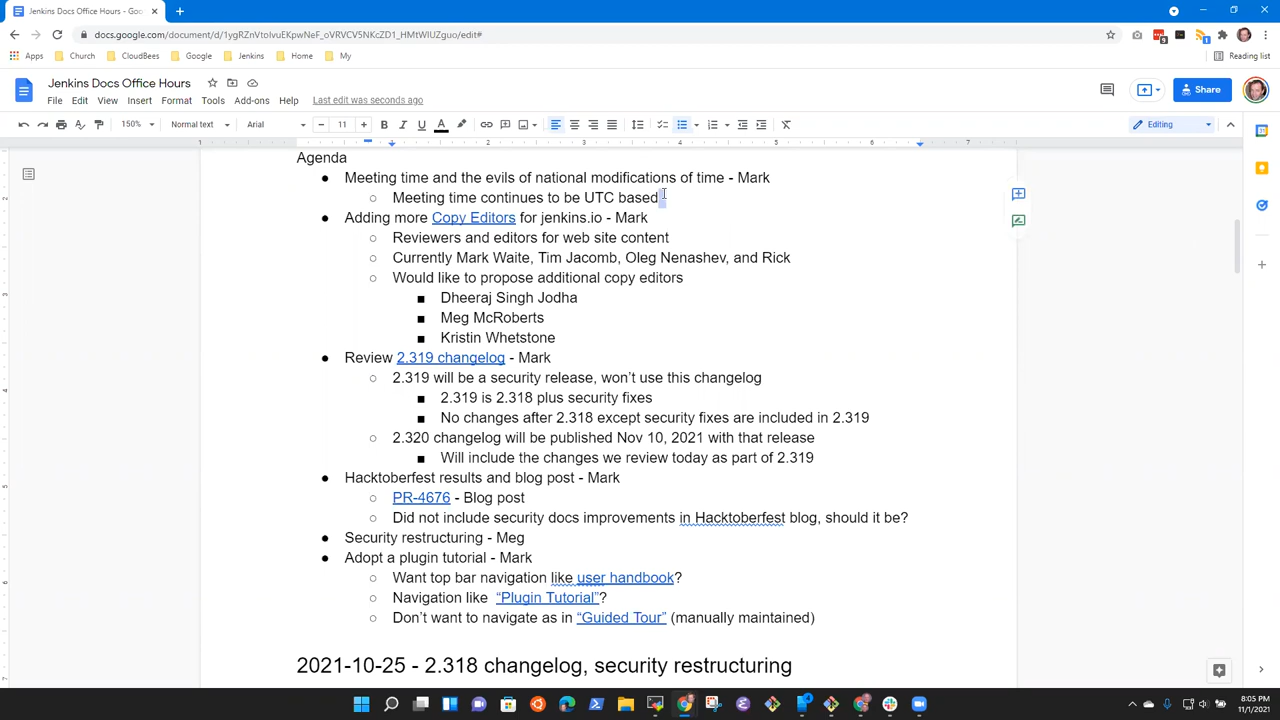 Jenkins Docs Office Hours - Goo
docs.google.com/document/d/1ygRZnVtoIvuEKpwNeF_oVRVCV5NKcZD1_HMtWIUZguo/edit#
Apps Church CloudBees Google Jenkins Home My Reading list
Jenkins Docs Office Hours
File Edit View Insert Format Tools Add-ons Help Last edit was seconds ago
Share
150% Normal text Arial 11 Editing
1 1 2 3 4 5 6 7
Agenda
● Meeting time and the evils of national modifications of time - Mark
○ Meeting time continues to be UTC based
● Adding more Copy Editors for jenkins.io - Mark
○ Reviewers and editors for web site content
○ Currently Mark Waite, Tim Jacomb, Oleg Nenashev, and Rick
○ Would like to propose additional copy editors
■ Dheeraj Singh Jodha
■ Meg McRoberts
■ Kristin Whetstone
● Review 2.319 changelog - Mark
○ 2.319 will be a security release, won't use this changelog
■ 2.319 is 2.318 plus security fixes
■ No changes after 2.318 except security fixes are included in 2.319
○ 2.320 changelog will be published Nov 10, 2021 with that release
■ Will include the changes we review today as part of 2.319
● Hacktoberfest results and blog post - Mark
○ PR-4676 - Blog post
○ Did not include security docs improvements in Hacktoberfest blog, should it be?
● Security restructuring - Meg
● Adopt a plugin tutorial - Mark
○ Want top bar navigation like user handbook?
○ Navigation like “Plugin Tutorial”?
○ Don't want to navigate as in “Guided Tour” (manually maintained)
2021-10-25 - 2.318 changelog, security restructuring
8:05 PM
11/1/2021